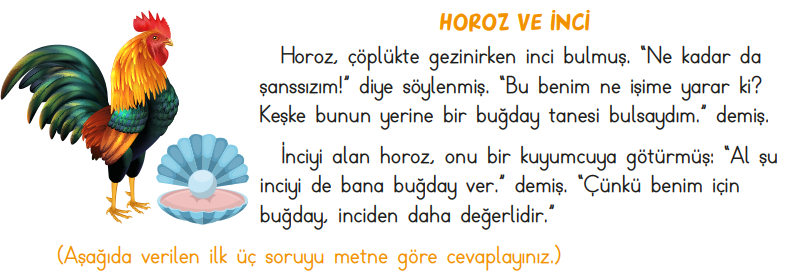 HOROZ VE İNCİ
Horoz, çöplükte gezinirken inci bulmuş. "Ne kadar da
şanssızım!" diye söylenmiş. "Bu benim ne işime yarar ki?
Keşke bunun yerine bir buğday tanesi bulsaydım." demiş.
İnciyi alan horoz, onu bir kuyumcuya götürmüş: "Al şu
inciyi de bana buğday ver." demiş. "Çünkü benim için
buğday, inciden daha değerlidir."
(Aşağıda verilen ilk üç soruyu metne göre cevaplayınız.)